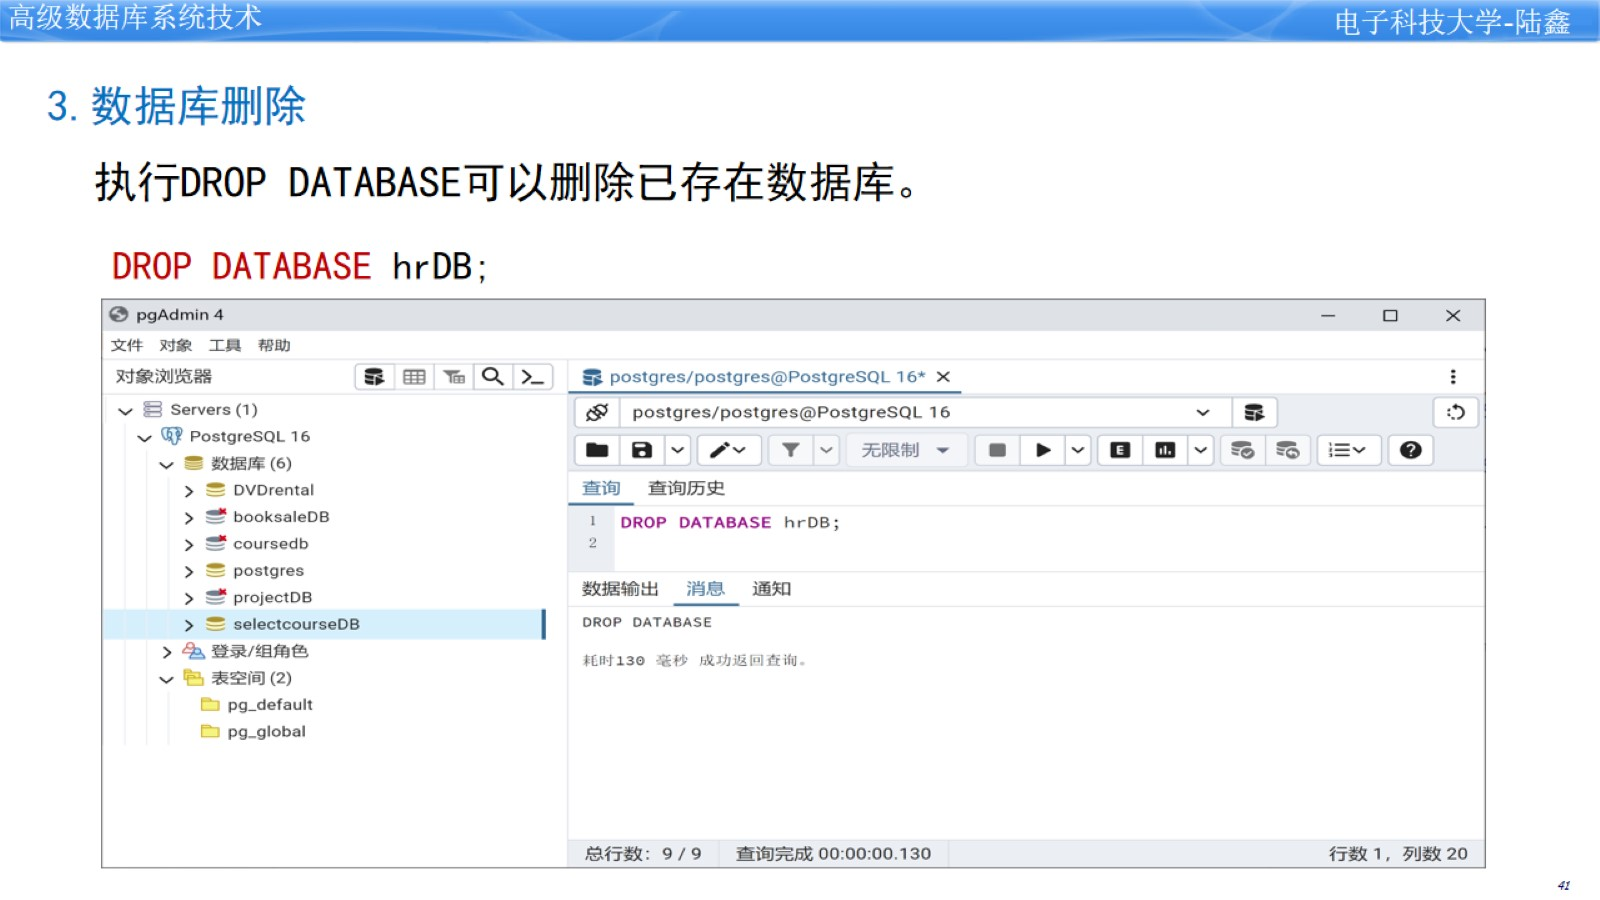 高级数据库系统技术
电子科技大学-陆鑫
3. 数据库删除
执行DROP DATABASE可以删除已存在数据库。
DROP DATABASE hrDB;
pgAdmin 4
文件 对象 工具 帮助
对象浏览器
Servers (1)
PostgreSQL 16
数据库 (6)
DVDrental
booksaleDB
coursedb
postgres
projectDB
selectcourseDB
登录/组角色
表空间 (2)
pg_default
pg_global
postgres/postgres@PostgreSQL 16*
postgres/postgres@PostgreSQL 16
无限制
查询 查询历史
1 DROP DATABASE hrDB;
2
数据输出 消息 通知
DROP DATABASE
耗时130 毫秒 成功返回查询。
总行数: 9 / 9 查询完成 00:00:00.130 行数 1, 列数 20
41